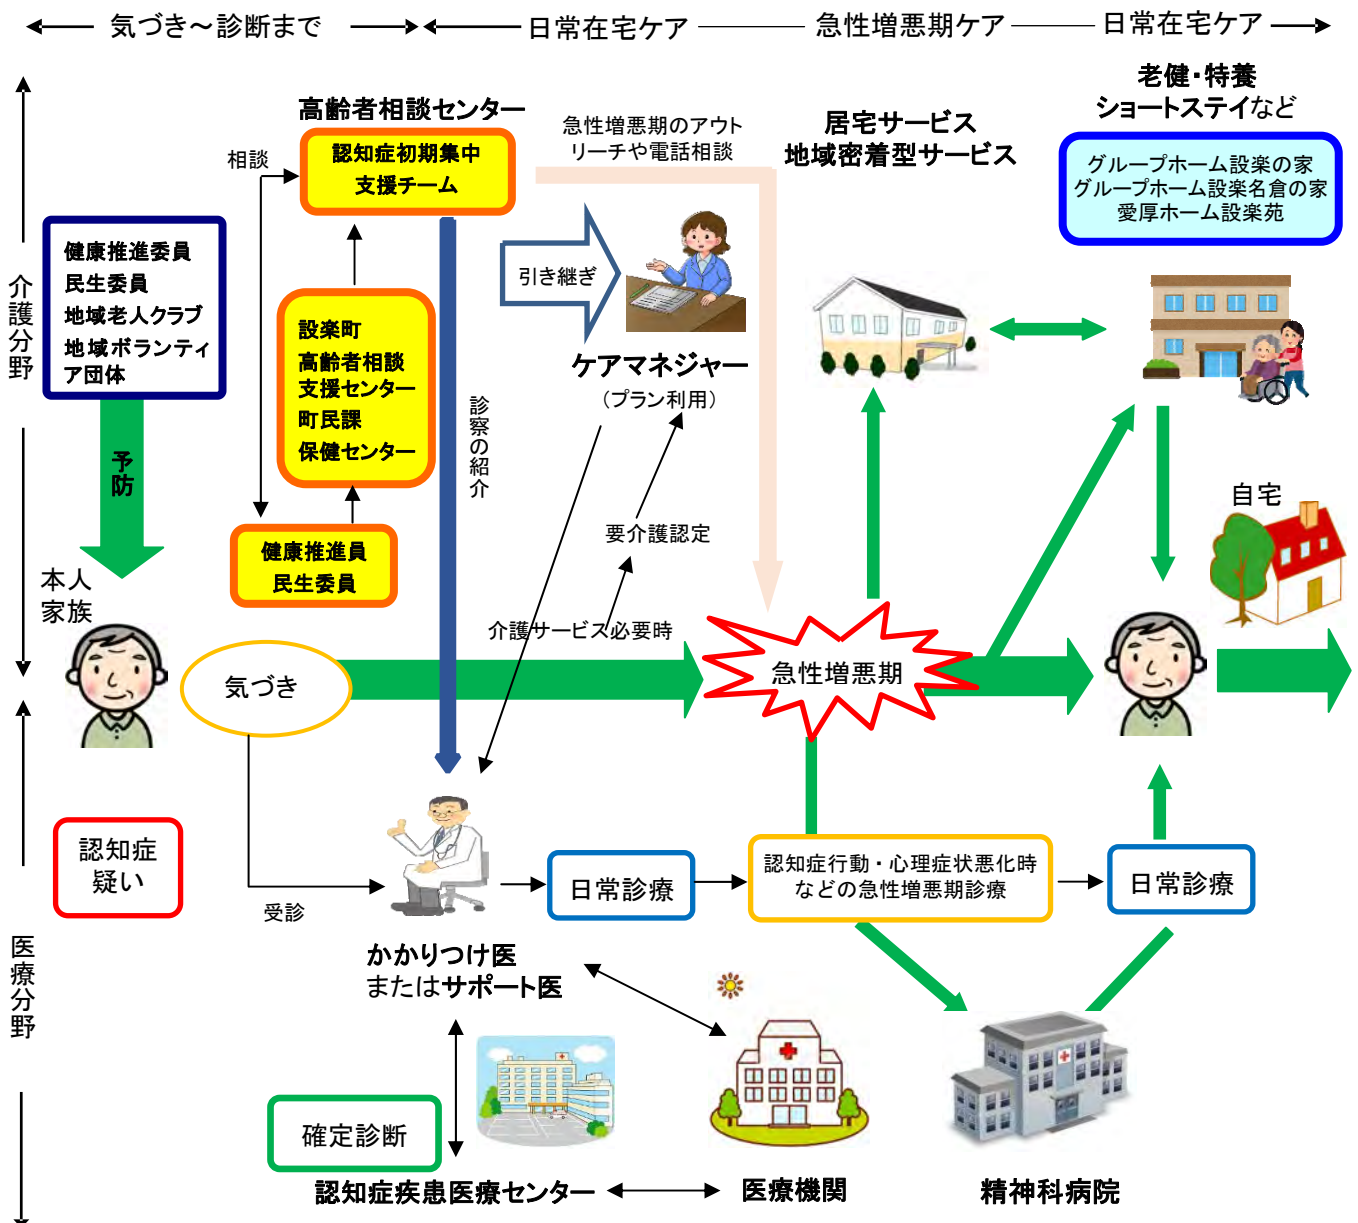 気づき～診断まで
日常在宅ケア
急性増悪期ケア
日常在宅ケア
介護分野
医療分野
高齢者相談センター
認知症初期集中
支援チーム
相談
急性増悪期のアウト
リーチや電話相談
居宅サービス
地域密着型サービス
老健・特養
ショートステイなど
グループホーム設楽の家
グループホーム設楽名倉の家
愛厚ホーム設楽苑
健康推進委員
民生委員
地域老人クラブ
地域ボランティ
ア団体
予防
設楽町
高齢者相談
支援センター
町民課
保健センター
引き継ぎ
ケアマネジャー
（プラン利用）
診察の紹介
要介護認定
健康推進員
民生委員
介護サービス必要時
自宅
本人
家族
気づき
急性増悪期
認知症
疑い
受診
日常診療
認知症行動・心理症状悪化時
などの急性増悪期診療
日常診療
かかりつけ医
またはサポート医
確定診断
認知症疾患医療センター
医療機関
精神科病院